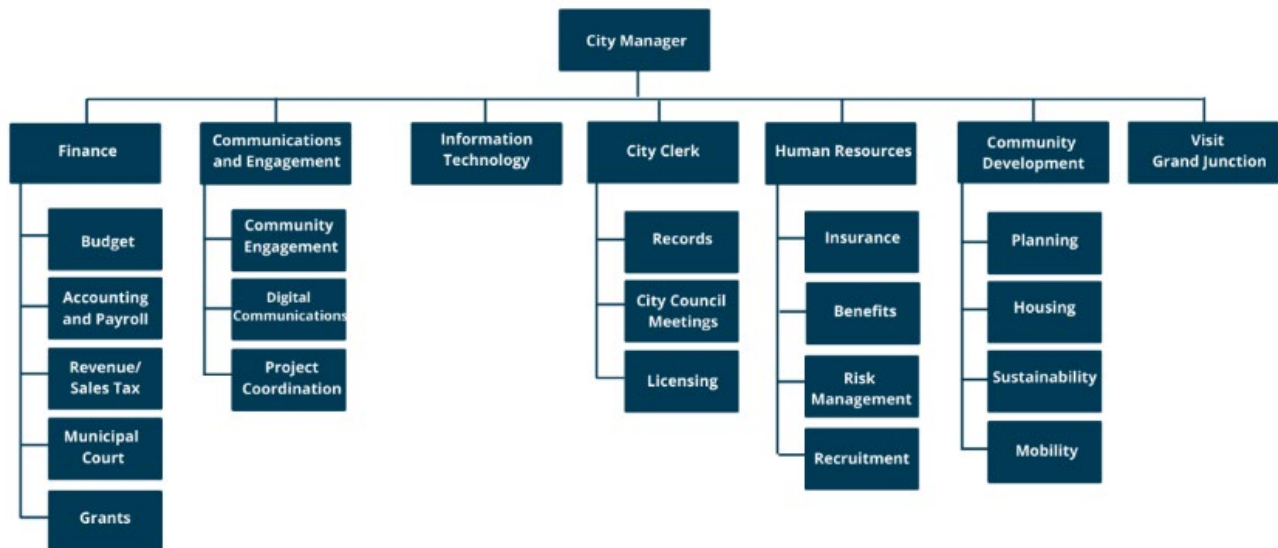 City Manager
Finance
Communications
and Engagement
Information
Technology
City Clerk
Human Resources
Community
Development
Visit
Grand Junction
Budget
Accounting
and Payroll
Revenue/
Sales Tax
Municipal
Court
Grants
Community
Engagement
Digital
Communications
Project
Coordination
Records
City Council
Meetings
Licensing
Insurance
Benefits
Risk
Management
Recruitment
Planning
Housing
Sustainability
Mobility